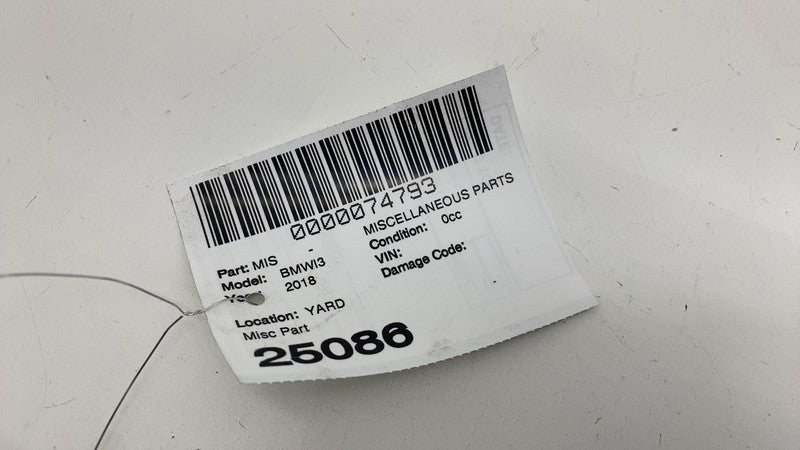 0000074793
Part: MIS - MISCELLANEOUS PARTS
Model: BMWI3 Condition: 0cc
2018 VIN:
Damage Code:
Location: YARD
Misc Part
25086